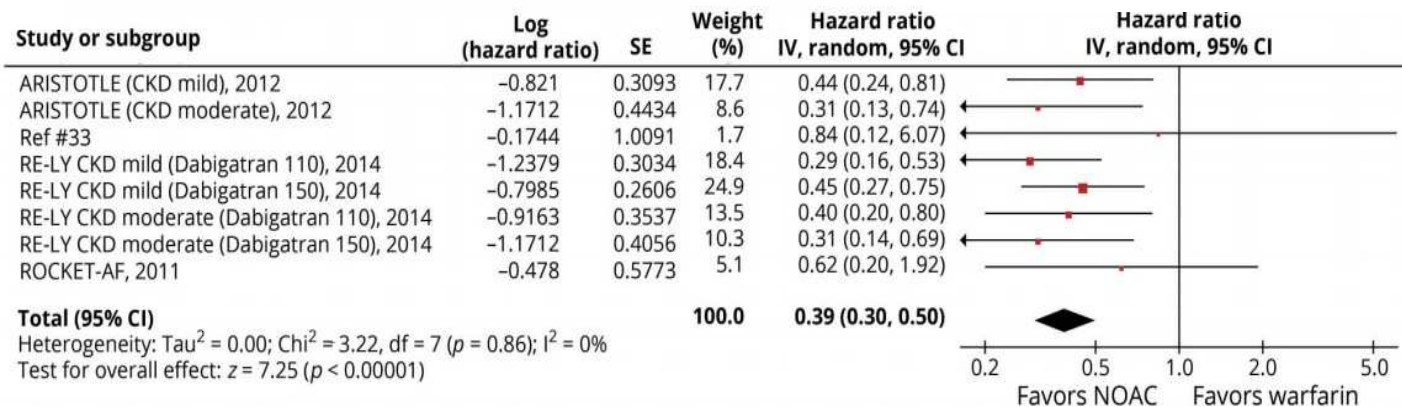 Study or subgroup Log (hazard ratio) SE Weight (%) Hazard ratio IV, random, 95% CI Hazard ratio IV, random, 95% CI
ARISTOTLE (CKD mild), 2012 −0.821 0.3093 17.7 0.44 (0.24, 0.81)
ARISTOTLE (CKD moderate), 2012 −1.1712 0.4434 8.6 0.31 (0.13, 0.74)
Ref #33 −0.1744 1.0091 1.7 0.84 (0.12, 6.07)
RE-LY CKD mild (Dabigatran 110), 2014 −1.2379 0.3034 18.4 0.29 (0.16, 0.53)
RE-LY CKD mild (Dabigatran 150), 2014 −0.7985 0.2606 24.9 0.45 (0.27, 0.75)
RE-LY CKD moderate (Dabigatran 110), 2014 −0.9163 0.3537 13.5 0.40 (0.20, 0.80)
RE-LY CKD moderate (Dabigatran 150), 2014 −1.1712 0.4056 10.3 0.31 (0.14, 0.69)
ROCKET-AF, 2011 −0.478 0.5773 5.1 0.62 (0.20, 1.92)
Total (95% CI) 100.0 0.39 (0.30, 0.50)
Heterogeneity: Tau² = 0.00; Chi² = 3.22, df = 7 (p = 0.86); I² = 0%
Test for overall effect: z = 7.25 (p < 0.00001)
0.2 0.5 1.0 2.0 5.0
Favors NOAC Favors warfarin